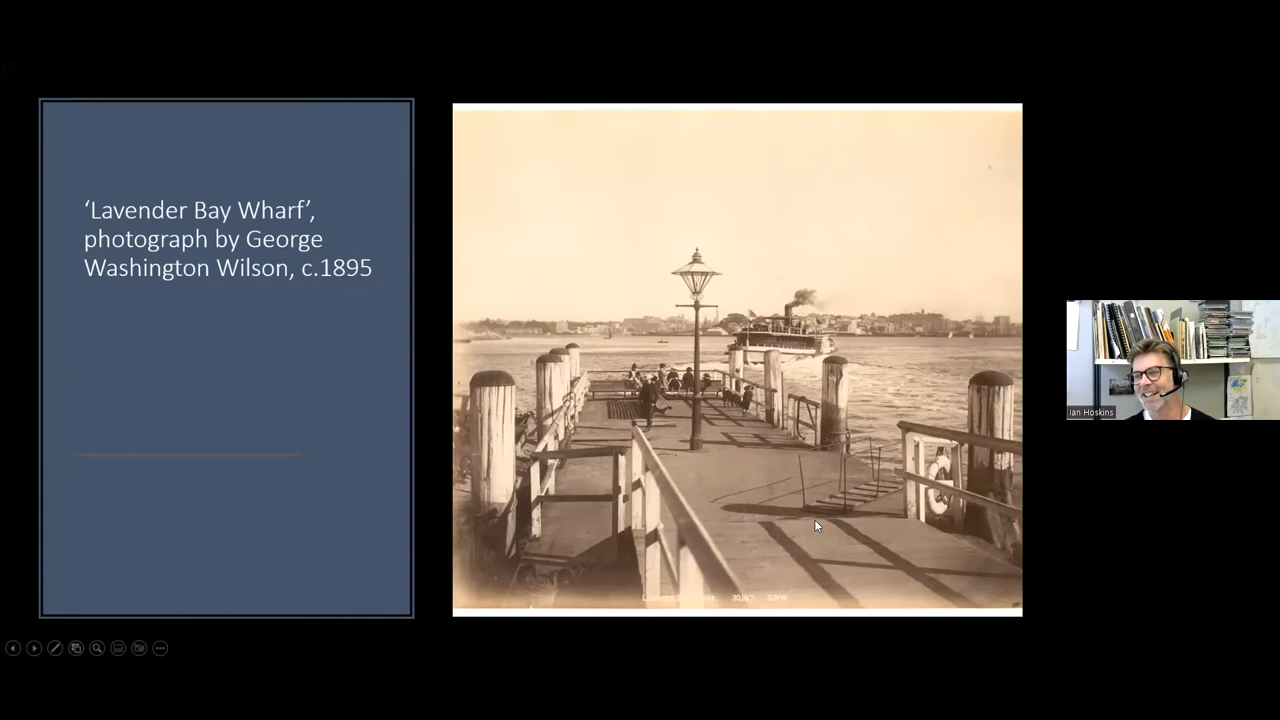 ‘Lavender Bay Wharf’,
photograph by George
Washington Wilson, c.1895
Ian Hoskins